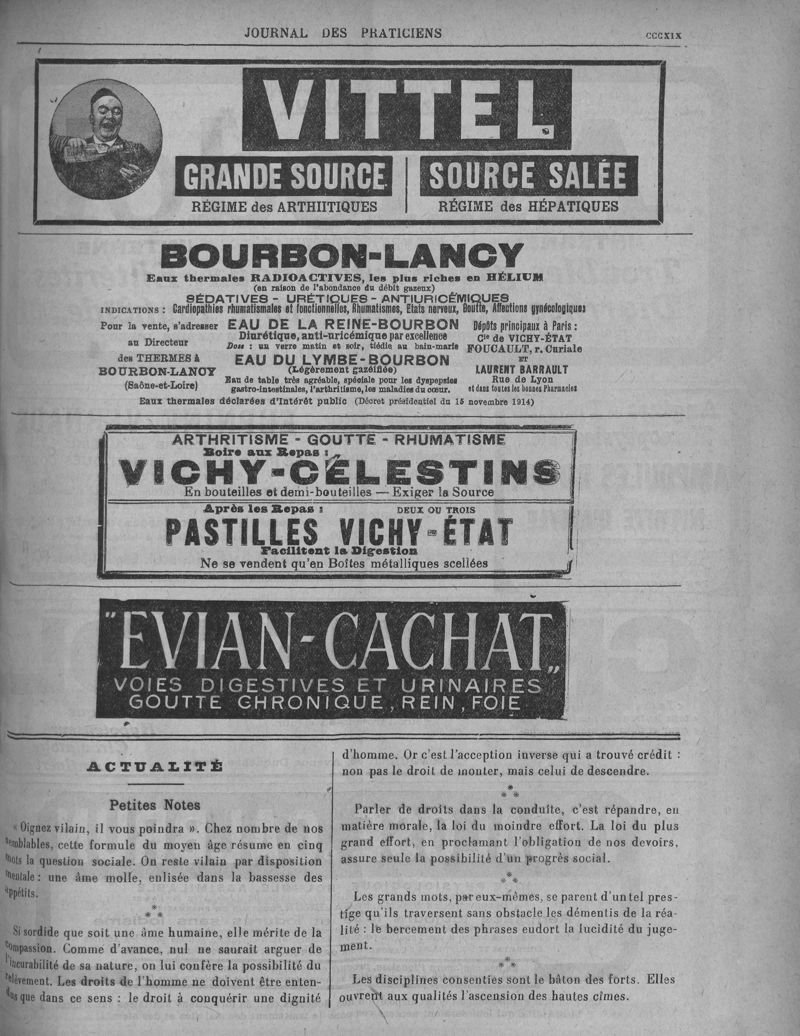 JOURNAL DES PRATICIENS
CCCXIX
VITTEL
GRANDE SOURCE
RÉGIME des ARTHIITIQUES
SOURCE SALÉE
RÉGIME des HÉPATIQUES
BOURBON-LANCY
Eaux thermales RADIOACTIVES, les plus riches en HÉLIUM
(en raison de l'abondance du débit gazeux)
SÉDATIVES - URÉTIQUES - ANTIURICÉMIQUES
INDICATIONS : Cardiopathies rhumatismales et fonctionnelles, Rhumatismes, Etats nerveux, Goutte, Affections gynécologiques
Pour la vente, s'adresser
au Directeur
des THERMES à
BOURBON-LANCY
(Saône-et-Loire)
EAU DE LA REINE-BOURBON
Diurétique, anti-uricémique par excellence
Dose : un verre matin et soir, tiédie au bain-marie
EAU DU LYMBE-BOURBON
(Légèrement gazéifiée)
Eau de table très agréable, spéciale pour les dyspepsies
gastro-intestinales, l'arthritisme, les maladies du cœur.
Dépôts principaux à Paris :
Cie de VICHY-ÉTAT
FOUCAULT, r. Curiale
ET
LAURENT BARRAULT
Rue de Lyon
et dans toutes les bonnes Pharmacies
Eaux thermales déclarées d'Intérêt public (Décret présidentiel du 15 novembre 1914)
ARTHRITISME - GOUTTE - RHUMATISME
Boire aux Repas :
VICHY-CÉLESTINS
En bouteilles et demi-bouteilles — Exiger la Source
Après les Repas :
DEUX OU TROIS
PASTILLES VICHY-ÉTAT
Facilitent la Digestion
Ne se vendent qu'en Boîtes métalliques scellées
"EVIAN-CACHAT„
VOIES DIGESTIVES ET URINAIRES
GOUTTE CHRONIQUE, REIN, FOIE
ACTUALITÉ
Petites Notes
« Oignez vilain, il vous poindra ». Chez nombre de nos
semblables, cette formule du moyen âge résume en cinq
mots la question sociale. On reste vilain par disposition
mentale : une âme molle, enlisée dans la bassesse des
appétits.
* * *
Si sordide que soit une âme humaine, elle mérite de la
compassion. Comme d'avance, nul ne saurait arguer de
l'incurabilité de sa nature, on lui confère la possibilité du
relèvement. Les droits de l'homme ne doivent être enten-
dus que dans ce sens : le droit à conquérir une dignité
d'homme. Or c'est l'acception inverse qui a trouvé crédit :
non pas le droit de monter, mais celui de descendre.
* * *
Parler de droits dans la conduite, c'est répandre, en
matière morale, la loi du moindre effort. La loi du plus
grand effort, en proclamant l'obligation de nos devoirs,
assure seule la possibilité d'un progrès social.
* * *
Les grands mots, par eux-mêmes, se parent d'un tel pres-
tige qu'ils traversent sans obstacle les démentis de la réa-
lité : le bercement des phrases endort la lucidité du juge-
ment.
* * *
Les disciplines consenties sont le bâton des forts. Elles
ouvrent aux qualités l'ascension des hautes cîmes.